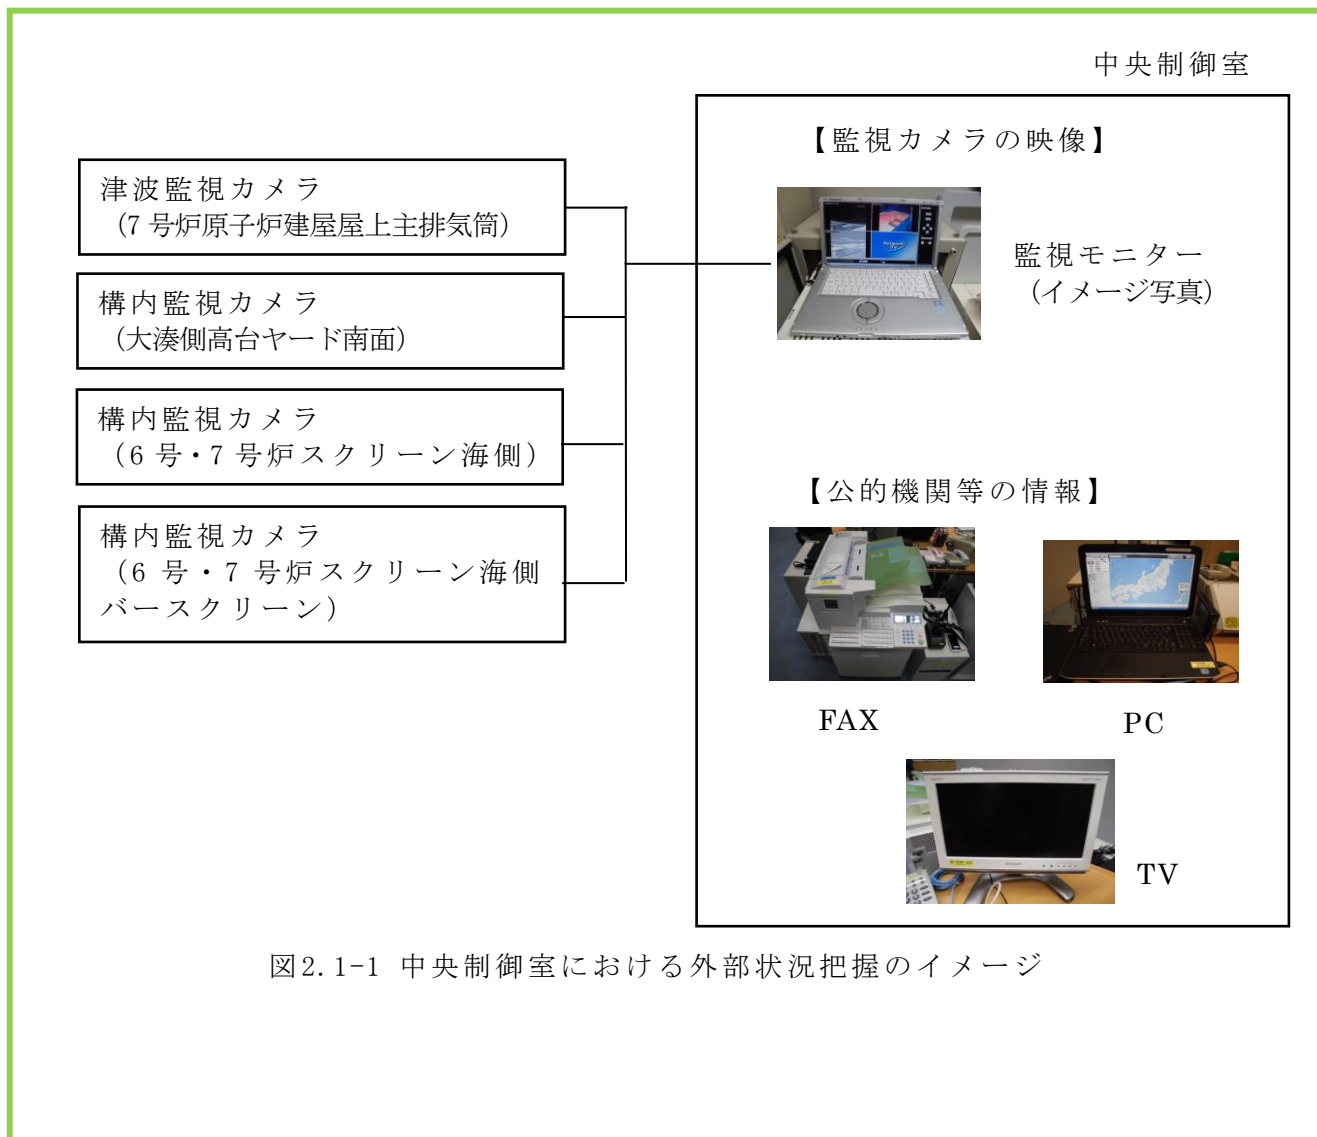 中央制御室
【監視カメラの映像】
津波監視カメラ
（7号炉原子炉建屋屋上主排気筒）
監視モニター
（イメージ写真）
構内監視カメラ
（大湊側高台ヤード南面）
構内監視カメラ
（6号・7号炉スクリーン海側）
【公的機関等の情報】
構内監視カメラ
（6号・7号炉スクリーン海側
バースクリーン）
FAX
PC
TV
図2.1-1 中央制御室における外部状況把握のイメージ